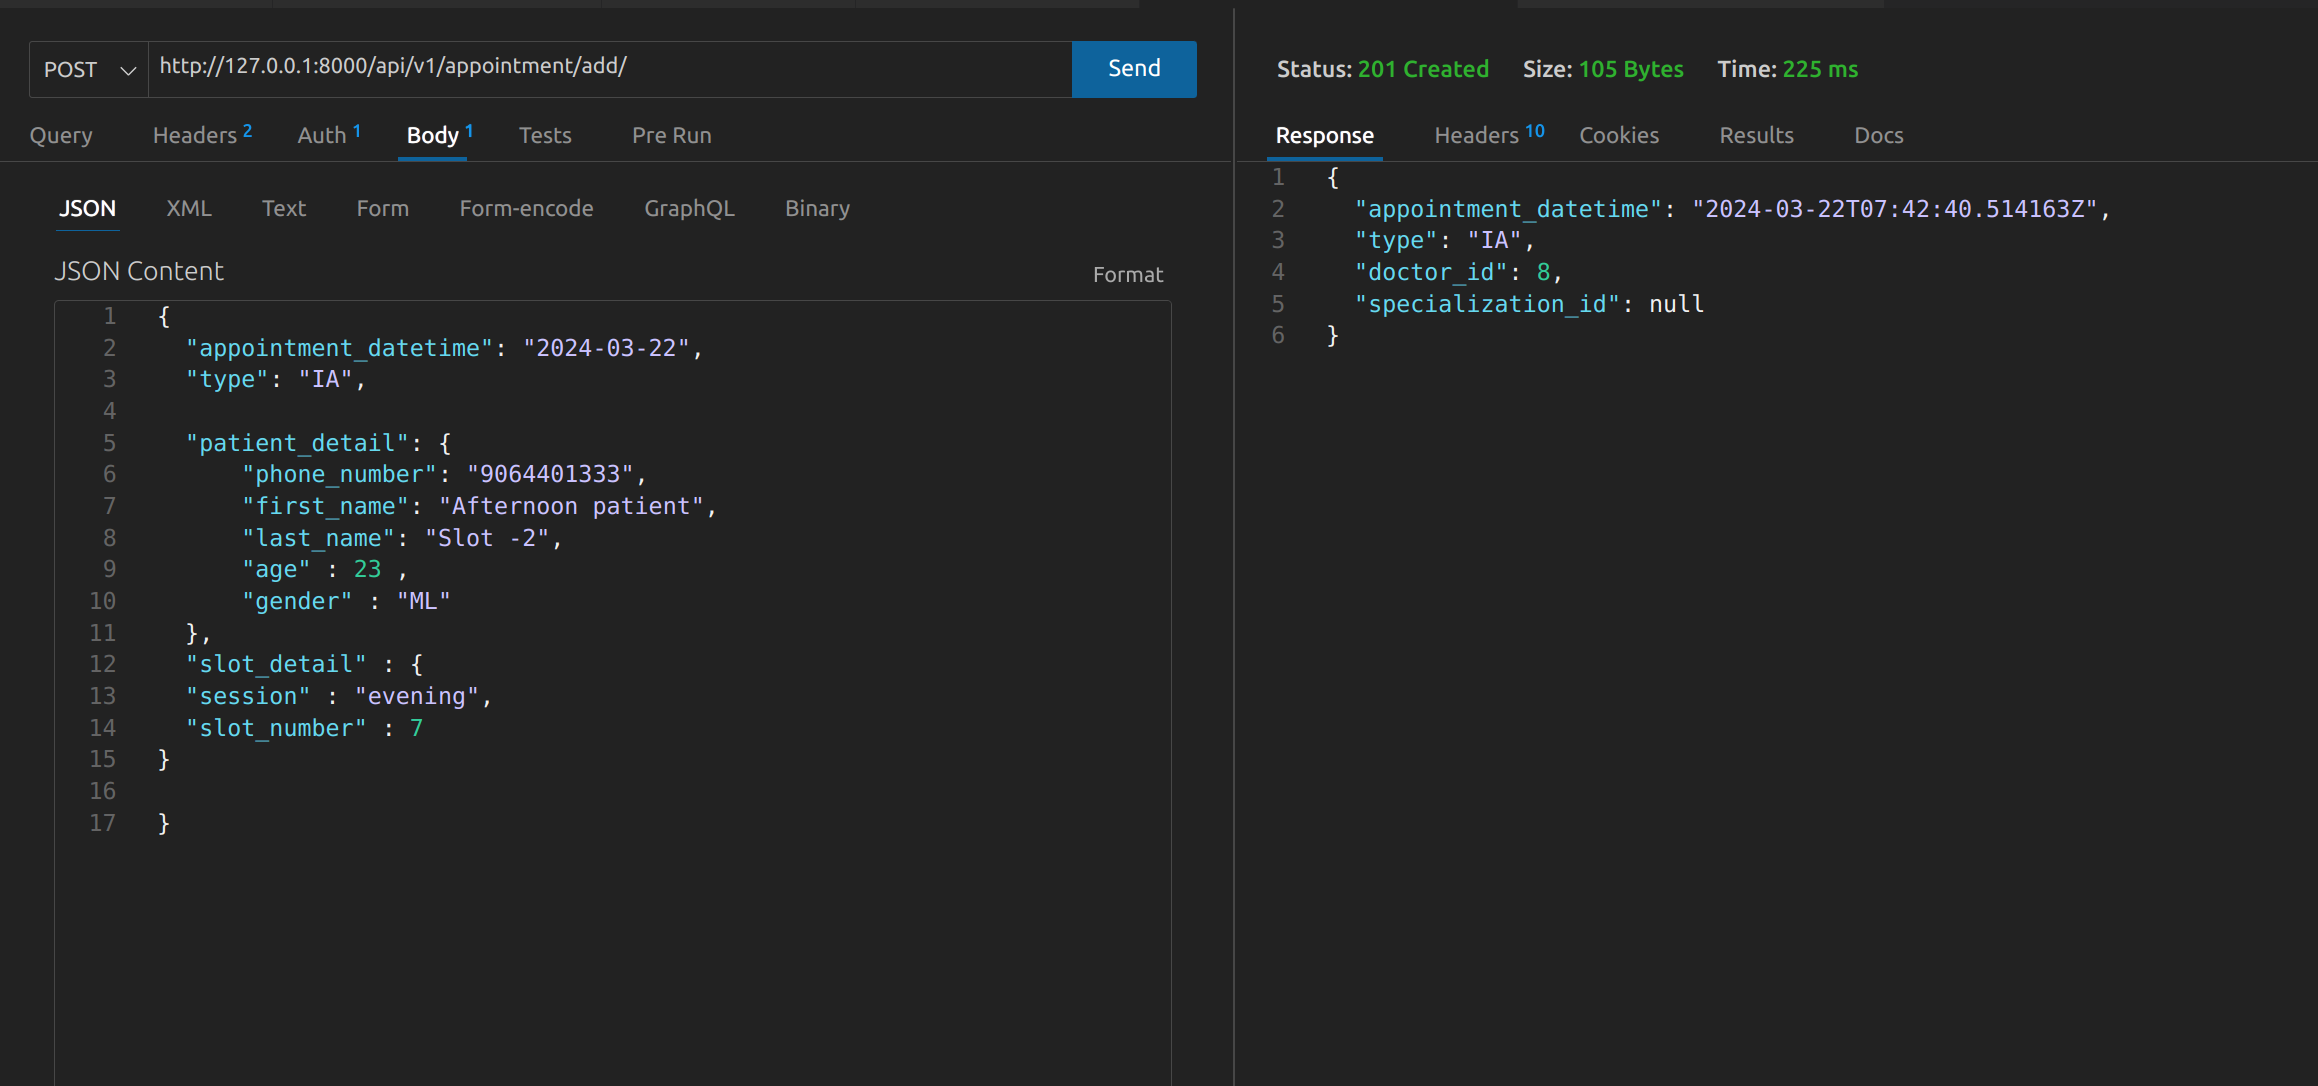 POST http://127.0.0.1:8000/api/v1/appointment/add/ Send
Query Headers 2 Auth 1 Body 1 Tests Pre Run
JSON XML Text Form Form-encode GraphQL Binary
JSON Content Format
1 {
2 "appointment_datetime": "2024-03-22",
3 "type": "IA",
4
5 "patient_detail": {
6 "phone_number": "9064401333",
7 "first_name": "Afternoon patient",
8 "last_name": "Slot -2",
9 "age" : 23 ,
10 "gender" : "ML"
11 },
12 "slot_detail" : {
13 "session" : "evening",
14 "slot_number" : 7
15 }
16
17 }
Status: 201 Created Size: 105 Bytes Time: 225 ms
Response Headers 10 Cookies Results Docs
1 {
2 "appointment_datetime": "2024-03-22T07:42:40.514163Z",
3 "type": "IA",
4 "doctor_id": 8,
5 "specialization_id": null
6 }